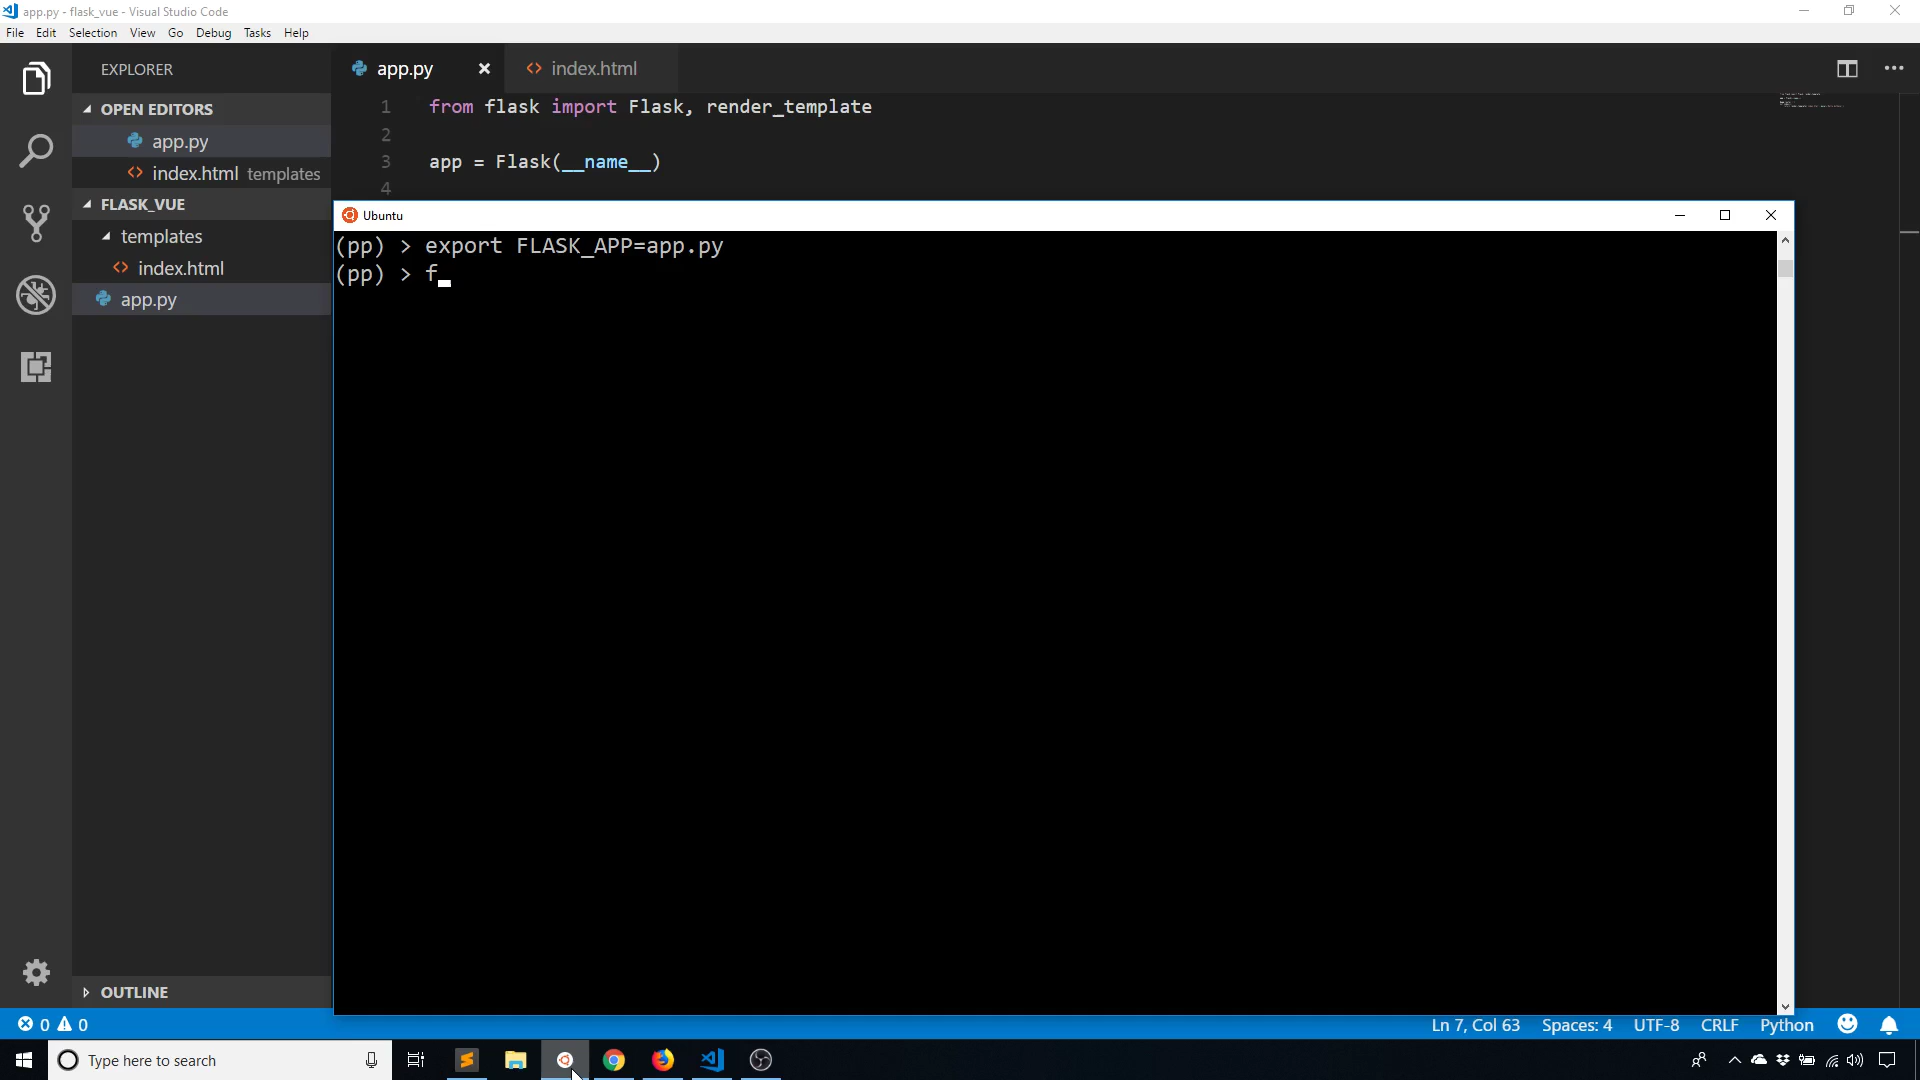 app.py - flask_vue - Visual Studio Code
File Edit Selection View Go Debug Tasks Help
EXPLORER
OPEN EDITORS
app.py
index.html templates
FLASK_VUE
templates
index.html
app.py
OUTLINE
app.py
index.html
1 from flask import Flask, render_template
2
3 app = Flask(__name__)
4
Ubuntu
(pp) > export FLASK_APP=app.py
(pp) > f
0 0
Ln 7, Col 63 Spaces: 4 UTF-8 CRLF Python
Type here to search